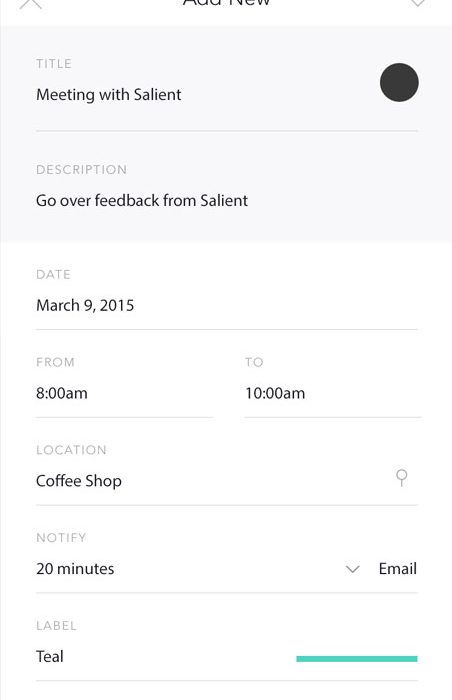 Add New
TITLE
Meeting with Salient
DESCRIPTION
Go over feedback from Salient
DATE
March 9, 2015
FROM TO
8:00am 10:00am
LOCATION
Coffee Shop
NOTIFY
20 minutes Email
LABEL
Teal